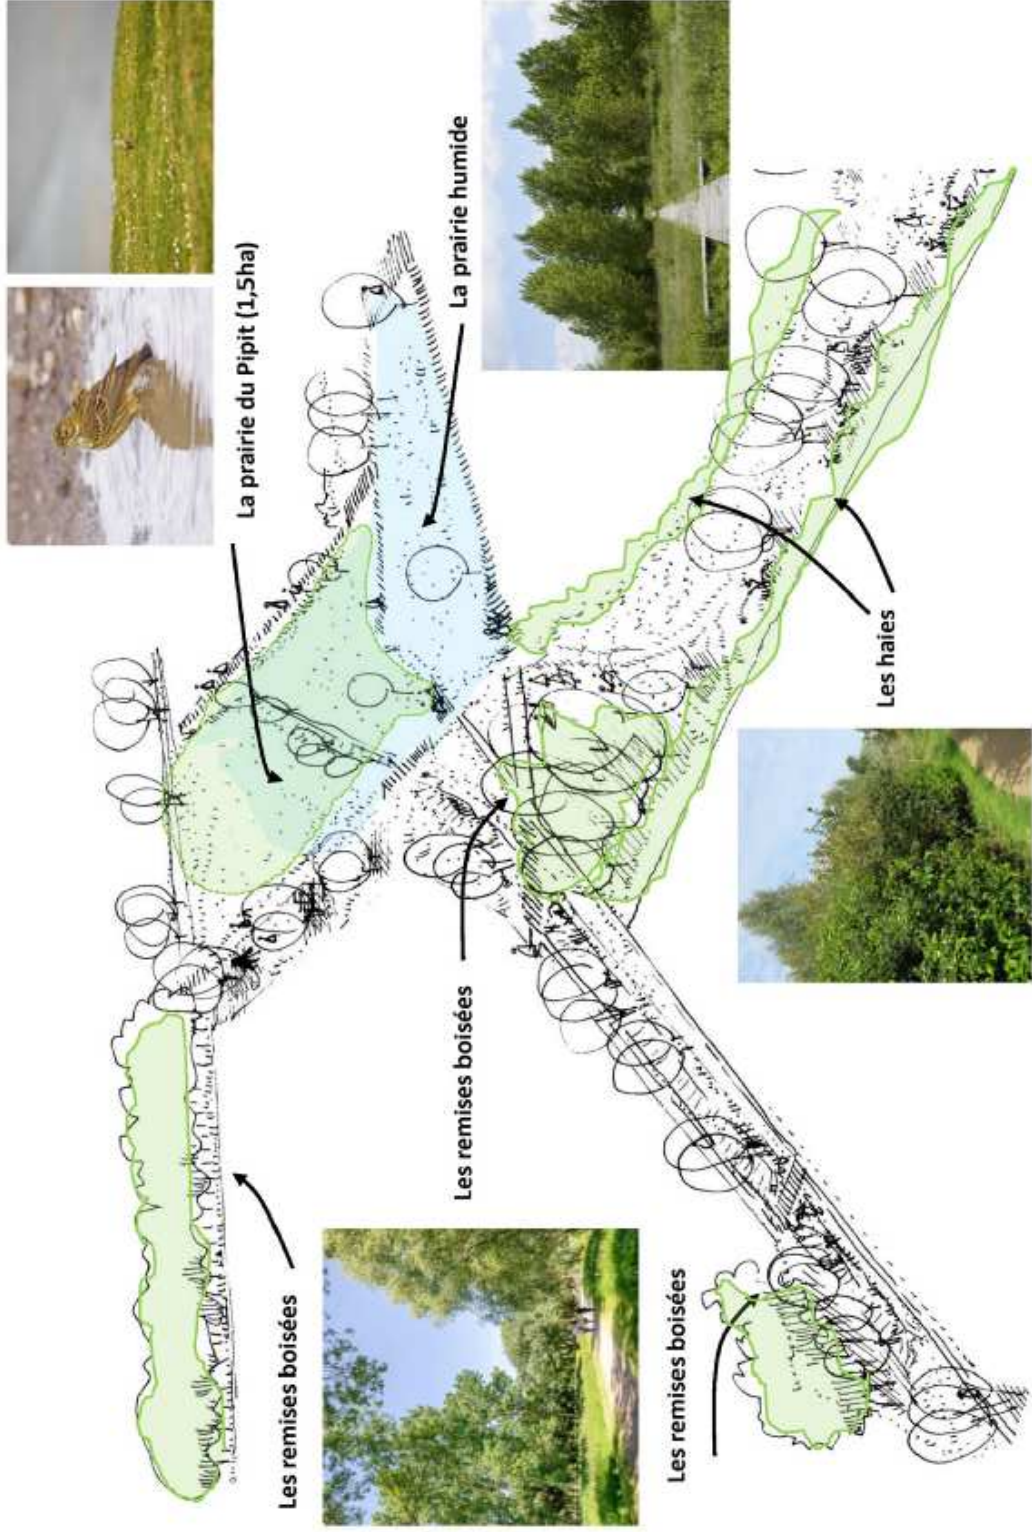 La prairie du Pipit (1,5ha)
Les remises boisées
La prairie humide
Les remises boisées
Les remises boisées
Les haies